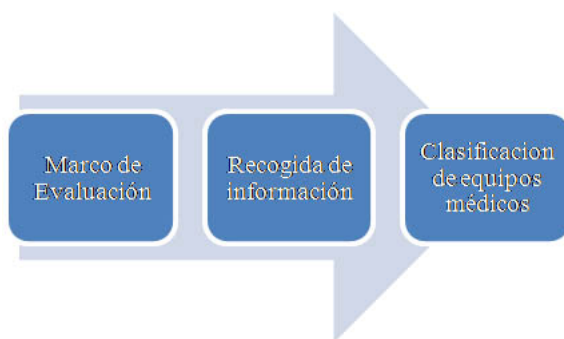 Marco de
Evaluación
Recogida de
información
Clasificacion
de equipos
médicos